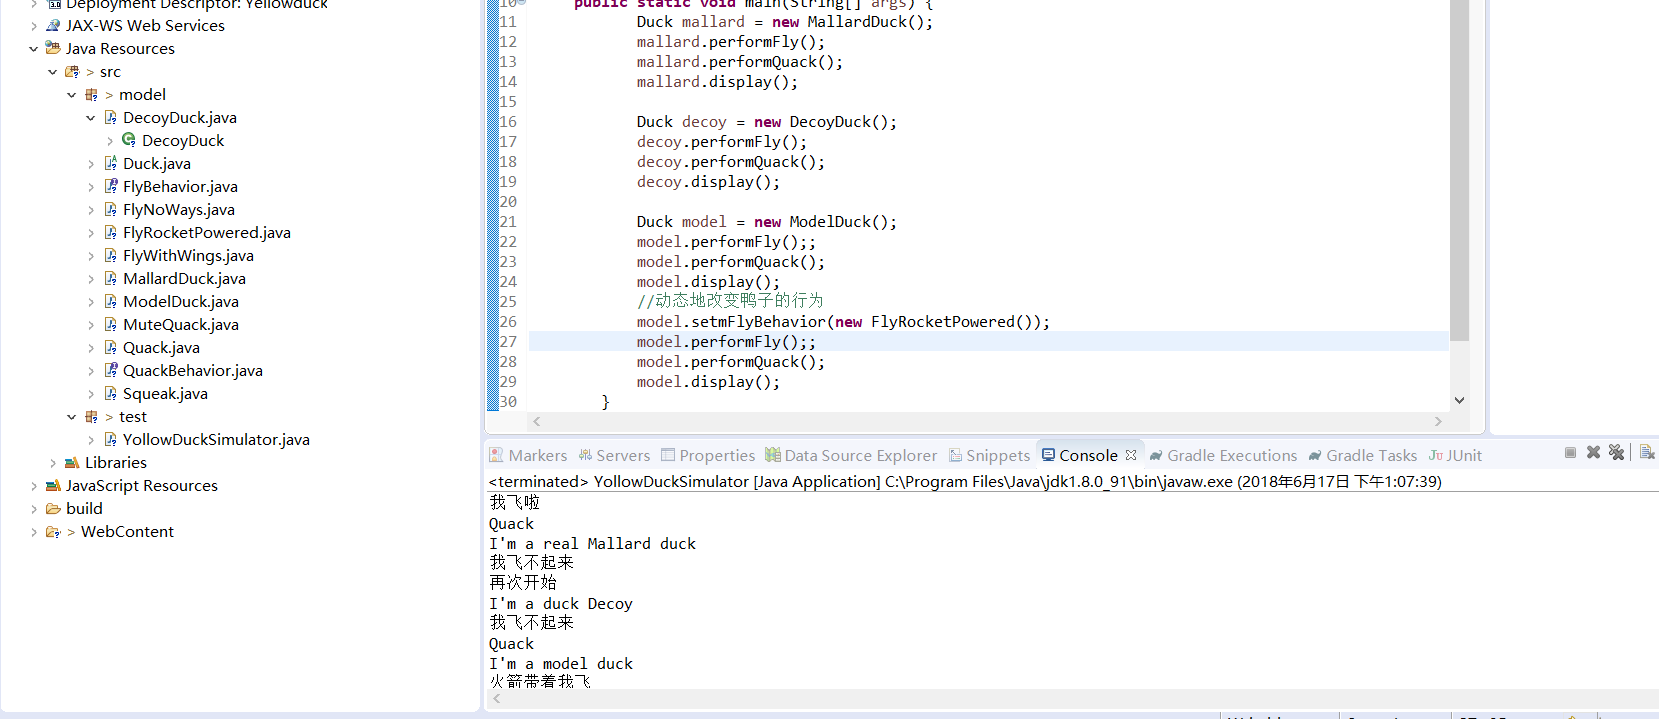 Deployment Descriptor: Yellowduck
JAX-WS Web Services
Java Resources
> src
> model
DecoyDuck.java
DecoyDuck
Duck.java
FlyBehavior.java
FlyNoWays.java
FlyRocketPowered.java
FlyWithWings.java
MallardDuck.java
ModelDuck.java
MuteQuack.java
Quack.java
QuackBehavior.java
Squeak.java
> test
YollowDuckSimulator.java
Libraries
JavaScript Resources
build
> WebContent
10 public static void main(String[] args) {
11 Duck mallard = new MallardDuck();
12 mallard.performFly();
13 mallard.performQuack();
14 mallard.display();
15
16 Duck decoy = new DecoyDuck();
17 decoy.performFly();
18 decoy.performQuack();
19 decoy.display();
20
21 Duck model = new ModelDuck();
22 model.performFly();;
23 model.performQuack();
24 model.display();
25 //动态地改变鸭子的行为
26 model.setmFlyBehavior(new FlyRocketPowered());
27 model.performFly();;
28 model.performQuack();
29 model.display();
30 }
Markers Servers Properties Data Source Explorer Snippets Console Gradle Executions Gradle Tasks JUnit
<terminated> YollowDuckSimulator [Java Application] C:\Program Files\Java\jdk1.8.0_91\bin\javaw.exe (2018年6月17日 下午1:07:39)
我飞啦
Quack
I'm a real Mallard duck
我飞不起来
再次开始
I'm a duck Decoy
我飞不起来
Quack
I'm a model duck
火箭带着我飞